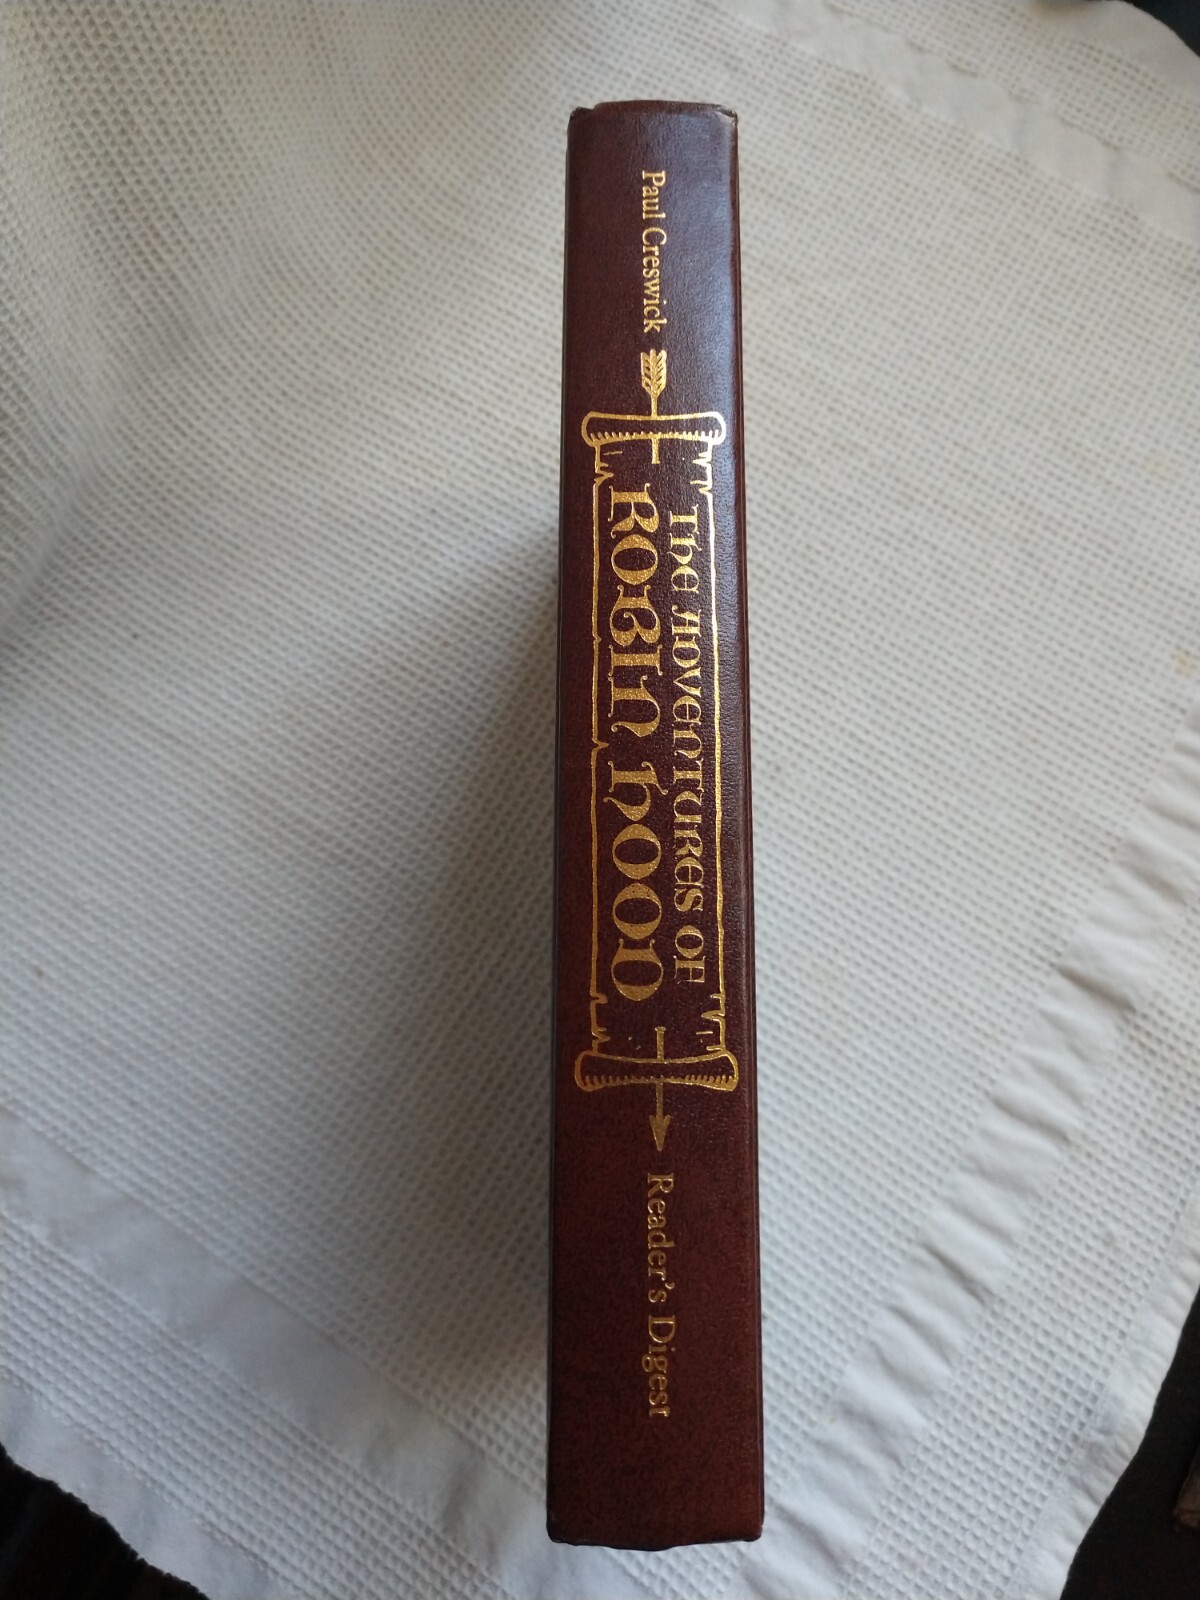 Paul Creswick
The Adventures of
Robin Hood
Reader's Digest